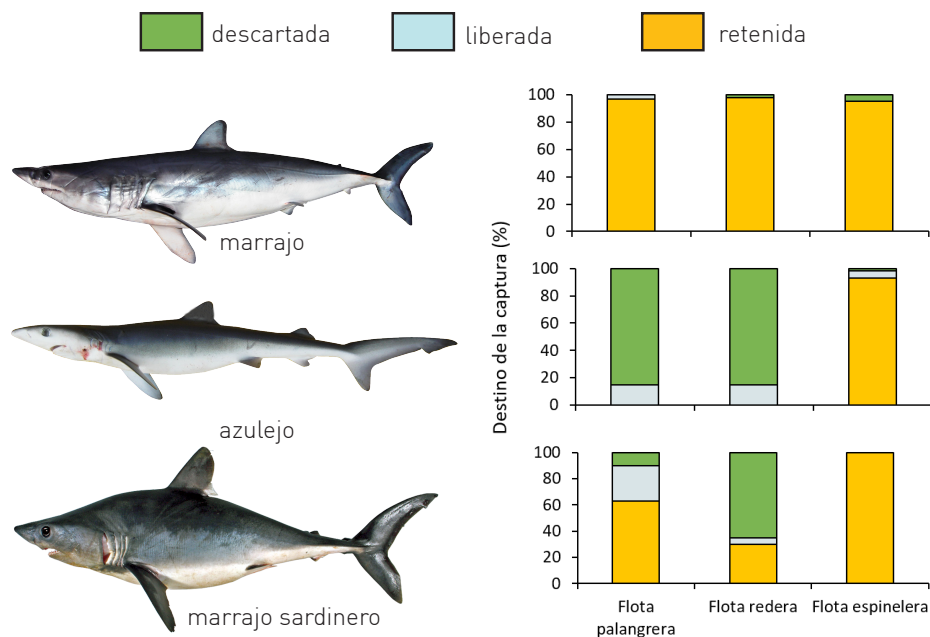 descartada
liberada
retenida
marrajo
azulejo
marrajo sardinero
Destino de la captura (%)
100
80
60
40
20
0
100
80
60
40
20
0
100
80
60
40
20
0
Flota
palangrera
Flota redera
Flota espinelera